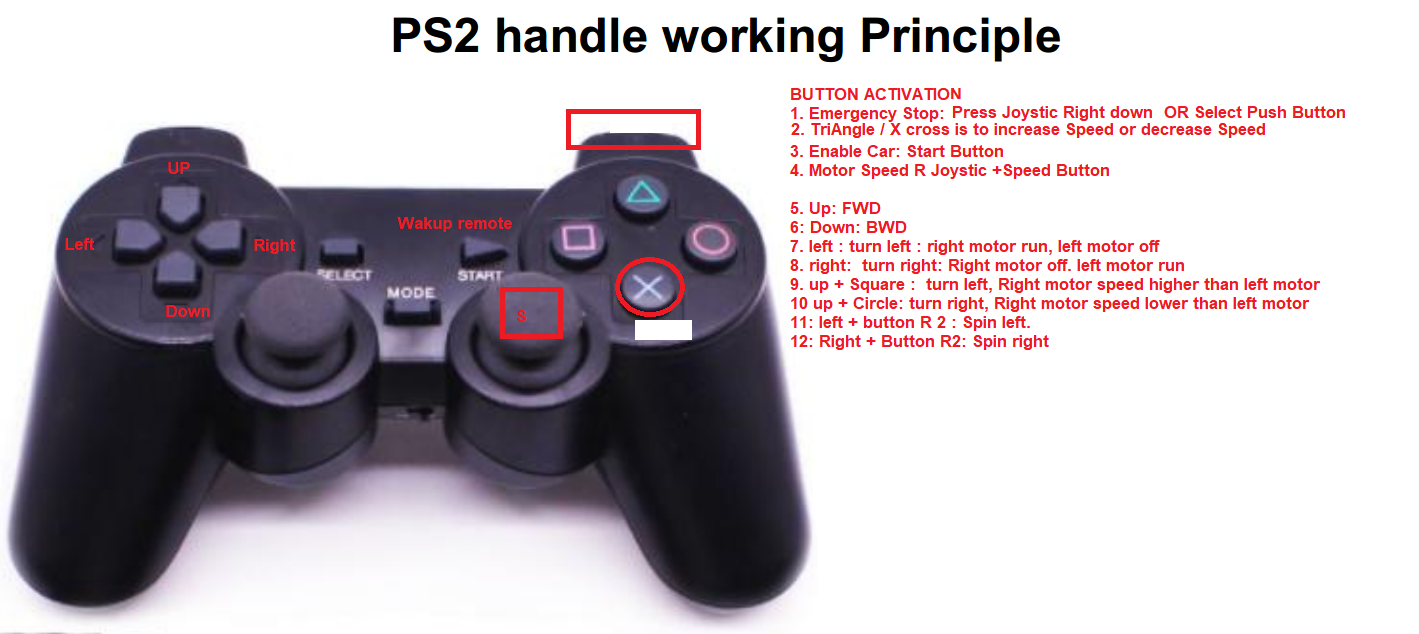 PS2 handle working Principle
BUTTON ACTIVATION
1. Emergency Stop: Press Joystic Right down OR Select Push Button
2. TriAngle / X cross is to increase Speed or decrease Speed
3. Enable Car: Start Button
4. Motor Speed R Joystic +Speed Button
5. Up: FWD
6: Down: BWD
7. left : turn left : right motor run, left motor off
8. right: turn right: Right motor off. left motor run
9. up + Square : turn left, Right motor speed higher than left motor
10 up + Circle: turn right, Right motor speed lower than left motor
11: left + button R 2 : Spin left.
12: Right + Button R2: Spin right
UP
Left
Right
Down
Wakup remote
SELECT
START
MODE
S